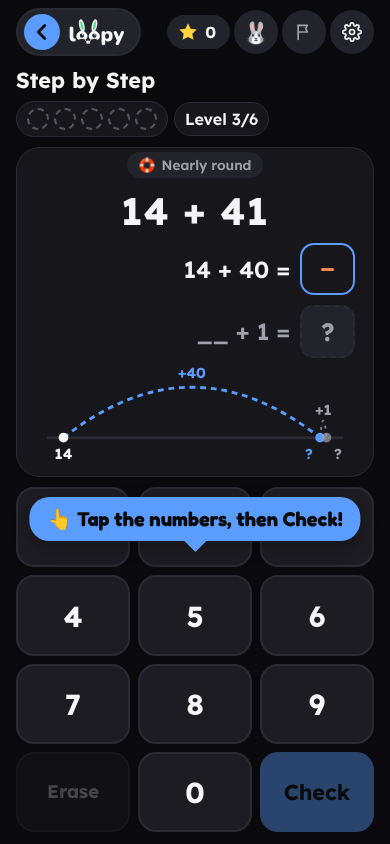 loopy
0
Step by Step
Level 3/6
Nearly round
14 + 41
14 + 40 = –
__ + 1 = ?
+40
+1
14
?
?
Tap the numbers, then Check!
4
5
6
7
8
9
Erase
0
Check